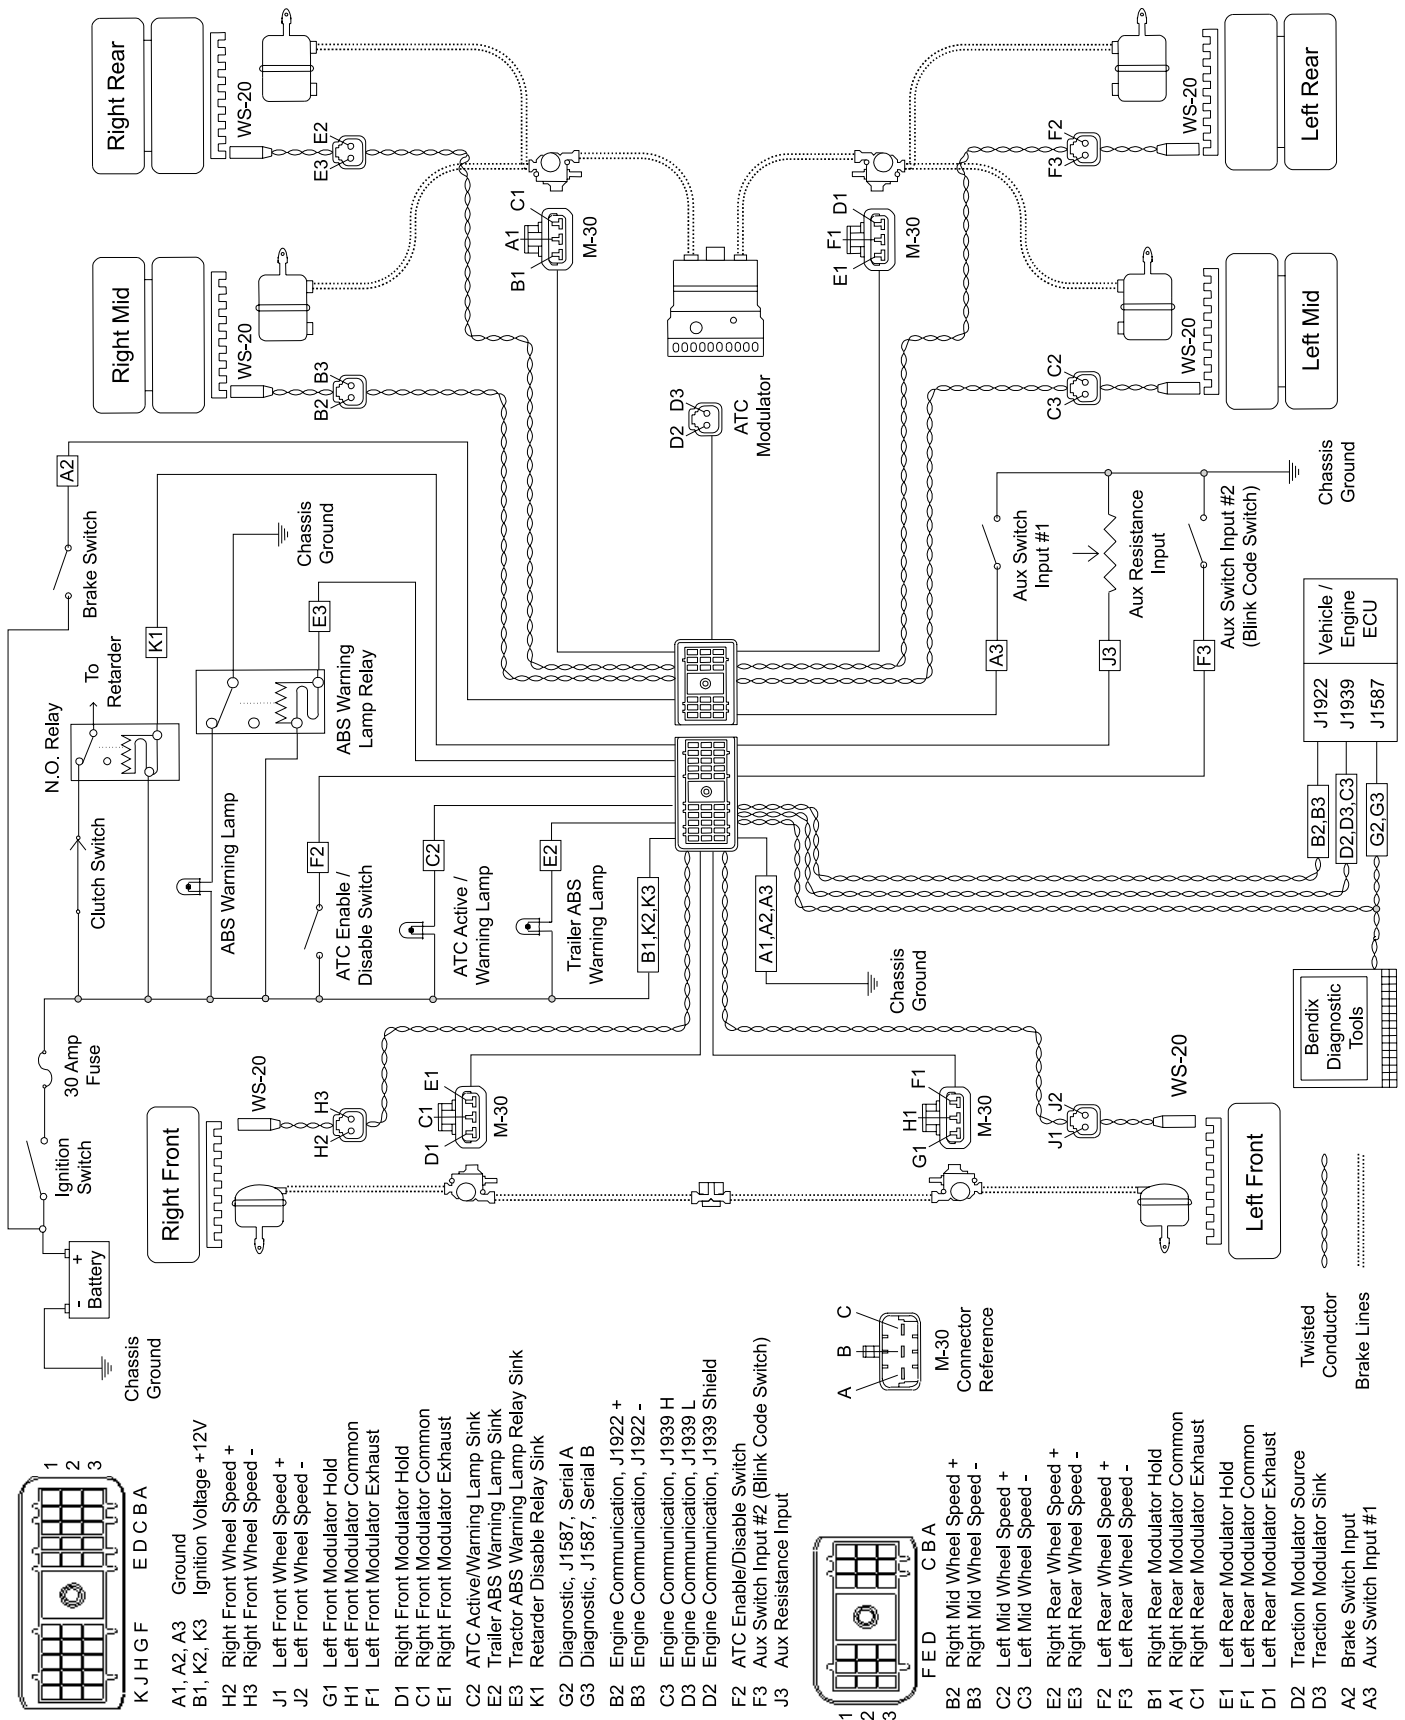 Right Rear
WS-20
E2
E3
Right Mid
WS-20
B3
B2
A1
C1
B1
M-30
D3
D2
ATC
Modulator
F1
D1
E1
M-30
F2
F3
WS-20
Left Rear
C2
C3
WS-20
Left Mid
A2
Brake Switch
K1
To
Retarder
N.O. Relay
Clutch Switch
Chassis
Ground
E3
ABS Warning
Lamp Relay
ABS Warning Lamp
F2
ATC Enable /
Disable Switch
C2
ATC Active /
Warning Lamp
E2
Trailer ABS
Warning Lamp
B1,K2,K3
A1,A2,A3
Chassis
Ground
Aux Switch
Input #1
A3
Aux Resistance
Input
J3
Aux Switch Input #2
(Blink Code Switch)
F3
Chassis
Ground
Vehicle /
Engine
ECU
J1922
J1939
J1587
B2,B3
D2,D3,C3
G2,G3
Bendix
Diagnostic
Tools
30 Amp
Fuse
Ignition
Switch
+
-
Battery
Chassis
Ground
Right Front
WS-20
H3
H2
E1
C1
D1
M-30
F1
H1
G1
M-30
J2
J1
WS-20
Left Front
Twisted
Conductor
Brake Lines
A
B
C
M-30
Connector
Reference
1
2
3
K J H G F E D C B A
A1, A2, A3 Ground
B1, K2, K3 Ignition Voltage +12V
H2 Right Front Wheel Speed +
H3 Right Front Wheel Speed -
J1 Left Front Wheel Speed +
J2 Left Front Wheel Speed -
G1 Left Front Modulator Hold
H1 Left Front Modulator Common
F1 Left Front Modulator Exhaust
D1 Right Front Modulator Hold
C1 Right Front Modulator Common
E1 Right Front Modulator Exhaust
C2 ATC Active/Warning Lamp Sink
E2 Trailer ABS Warning Lamp Sink
E3 Tractor ABS Warning Lamp Relay Sink
K1 Retarder Disable Relay Sink
G2 Diagnostic, J1587, Serial A
G3 Diagnostic, J1587, Serial B
B2 Engine Communication, J1922 +
B3 Engine Communication, J1922 -
C3 Engine Communication, J1939 H
D3 Engine Communication, J1939 L
D2 Engine Communication, J1939 Shield
F2 ATC Enable/Disable Switch
F3 Aux Switch Input #2 (Blink Code Switch)
J3 Aux Resistance Input
1
2
3
F E D C B A
B2 Right Mid Wheel Speed +
B3 Right Mid Wheel Speed -
C2 Left Mid Wheel Speed +
C3 Left Mid Wheel Speed -
E2 Right Rear Wheel Speed +
E3 Right Rear Wheel Speed -
F2 Left Rear Wheel Speed +
F3 Left Rear Wheel Speed -
B1 Right Rear Modulator Hold
A1 Right Rear Modulator Common
C1 Right Rear Modulator Exhaust
E1 Left Rear Modulator Hold
F1 Left Rear Modulator Common
D1 Left Rear Modulator Exhaust
D2 Traction Modulator Source
D3 Traction Modulator Sink
A2 Brake Switch Input
A3 Aux Switch Input #1